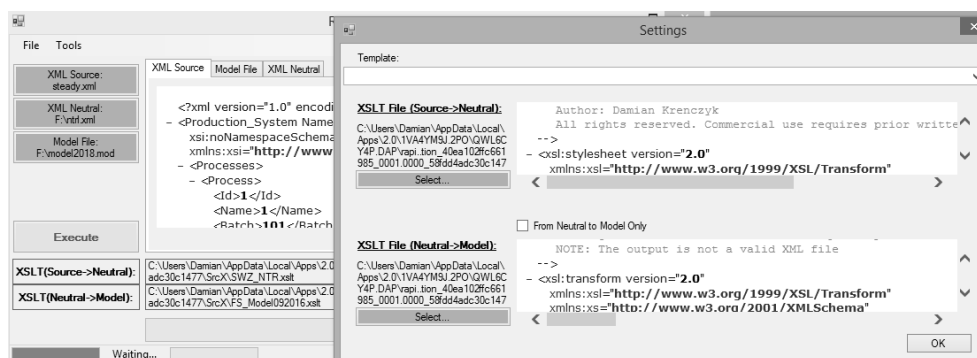 Settings
File Tools
XML Source:
steady.xml
XML Neutral:
F:\ntrl.xml
Model File:
F:\model2018.mod
Execute
XML Source Model File XML Neutral
<?xml version="1.0" encodi
– <Production_System Name
xsi:noNamespaceSchema
xmlns:xsi="http://www
– <Processes>
– <Process>
<Id>1</Id>
<Name>1</Name>
<Batch>101</Batch
XSLT(Source->Neutral):
C:\Users\Damian\AppData\Local\Apps\2.0
adc30c1477\SrcX\SWZ_NTR.xslt
XSLT(Neutral->Model):
C:\Users\Damian\AppData\Local\Apps\2.0
adc30c1477\SrcX\FS_Model092016.xslt
Waiting...
Template:
XSLT File (Source->Neutral):
C:\Users\Damian\AppData\Local\
Apps\2.0\1VA4YM9J.2PO\QWL6C
Y4P.DAP\rapi..tion_40ea102ffc661
985_0001.0000_58fdd4adc30c147
Select...
Author: Damian Krenczyk
All rights reserved. Commercial use requires prior writte
-->
– <xsl:stylesheet version="2.0"
xmlns:xsl="http://www.w3.org/1999/XSL/Transform"
From Neutral to Model Only
XSLT File (Neutral->Model):
C:\Users\Damian\AppData\Local\
Apps\2.0\1VA4YM9J.2PO\QWL6C
Y4P.DAP\rapi..tion_40ea102ffc661
985_0001.0000_58fdd4adc30c147
Select...
NOTE: The output is not a valid XML file
-->
– <xsl:transform version="2.0"
xmlns:xsl="http://www.w3.org/1999/XSL/Transform"
xmlns:xs="http://www.w3.org/2001/XMLSchema"
OK